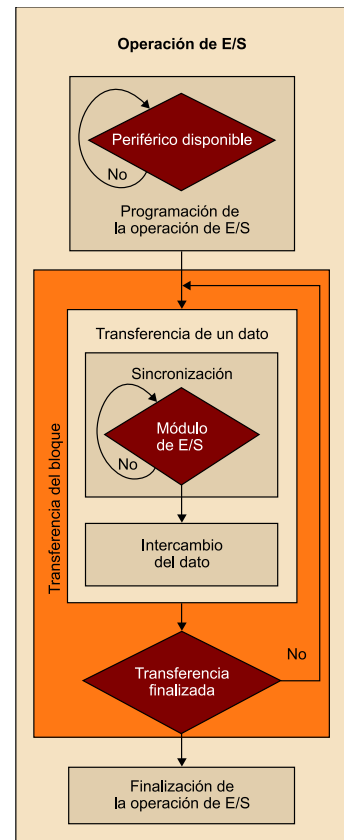 Operación de E/S
Periférico disponible
No
Programación de
la operación de E/S
Transferencia del bloque
Transferencia de un dato
Sincronización
Módulo
de E/S
No
Intercambio
del dato
Transferencia
finalizada
No
Finalización de
la operación de E/S